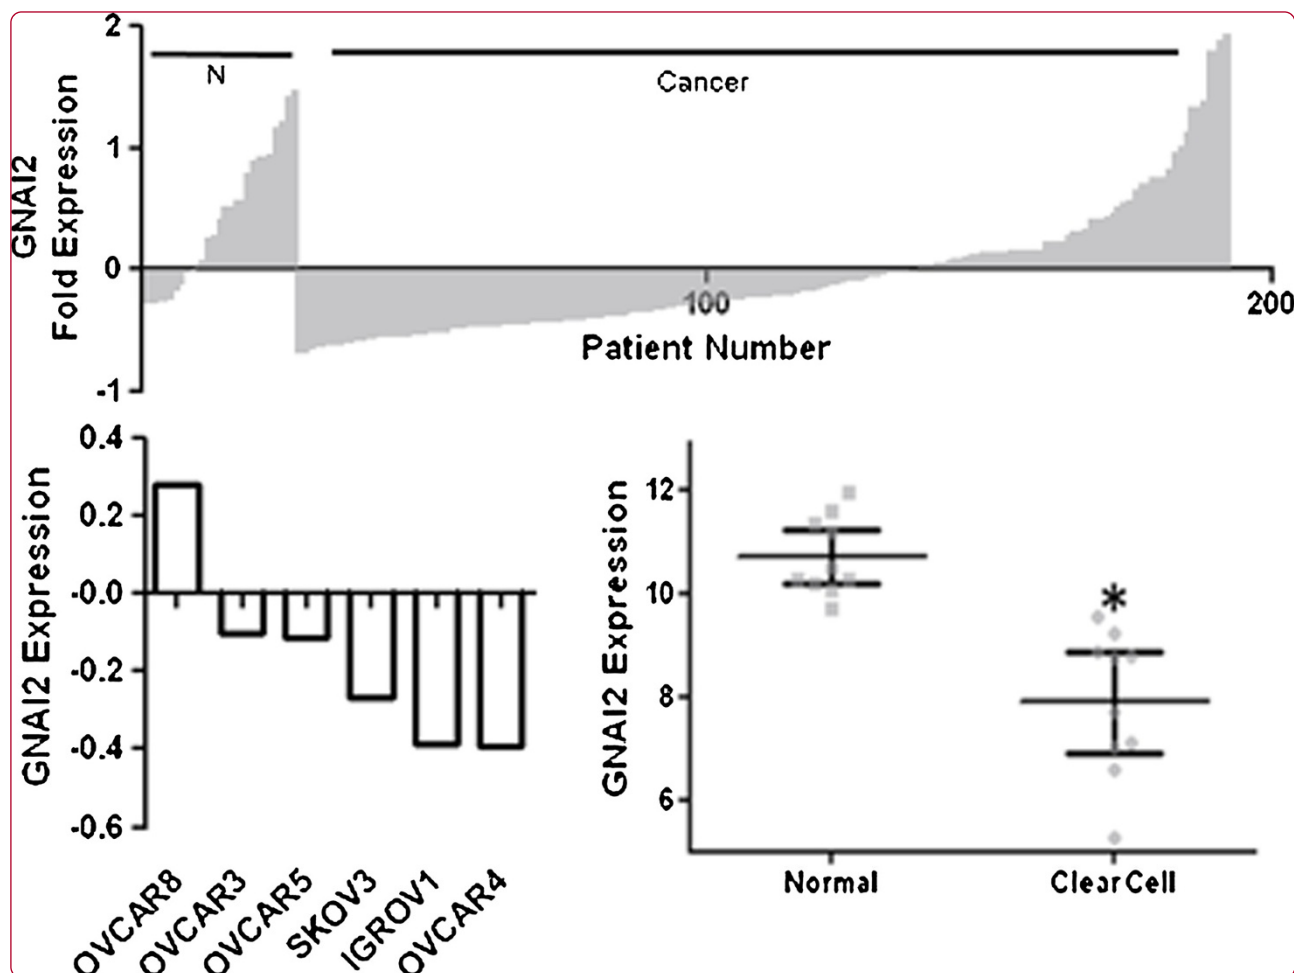 2
N
Cancer
1
GNAI2
Fold Expression
0
100
200
Patient Number
-1
0.4
0.2
-0.0
-0.2
-0.4
-0.6
GNAI2 Expression
OVCAR8
OVCAR3
OVCAR5
SKOV3
IGROV1
OVCAR4
12
10
8
6
GNAI2 Expression
*
Normal
Clear Cell